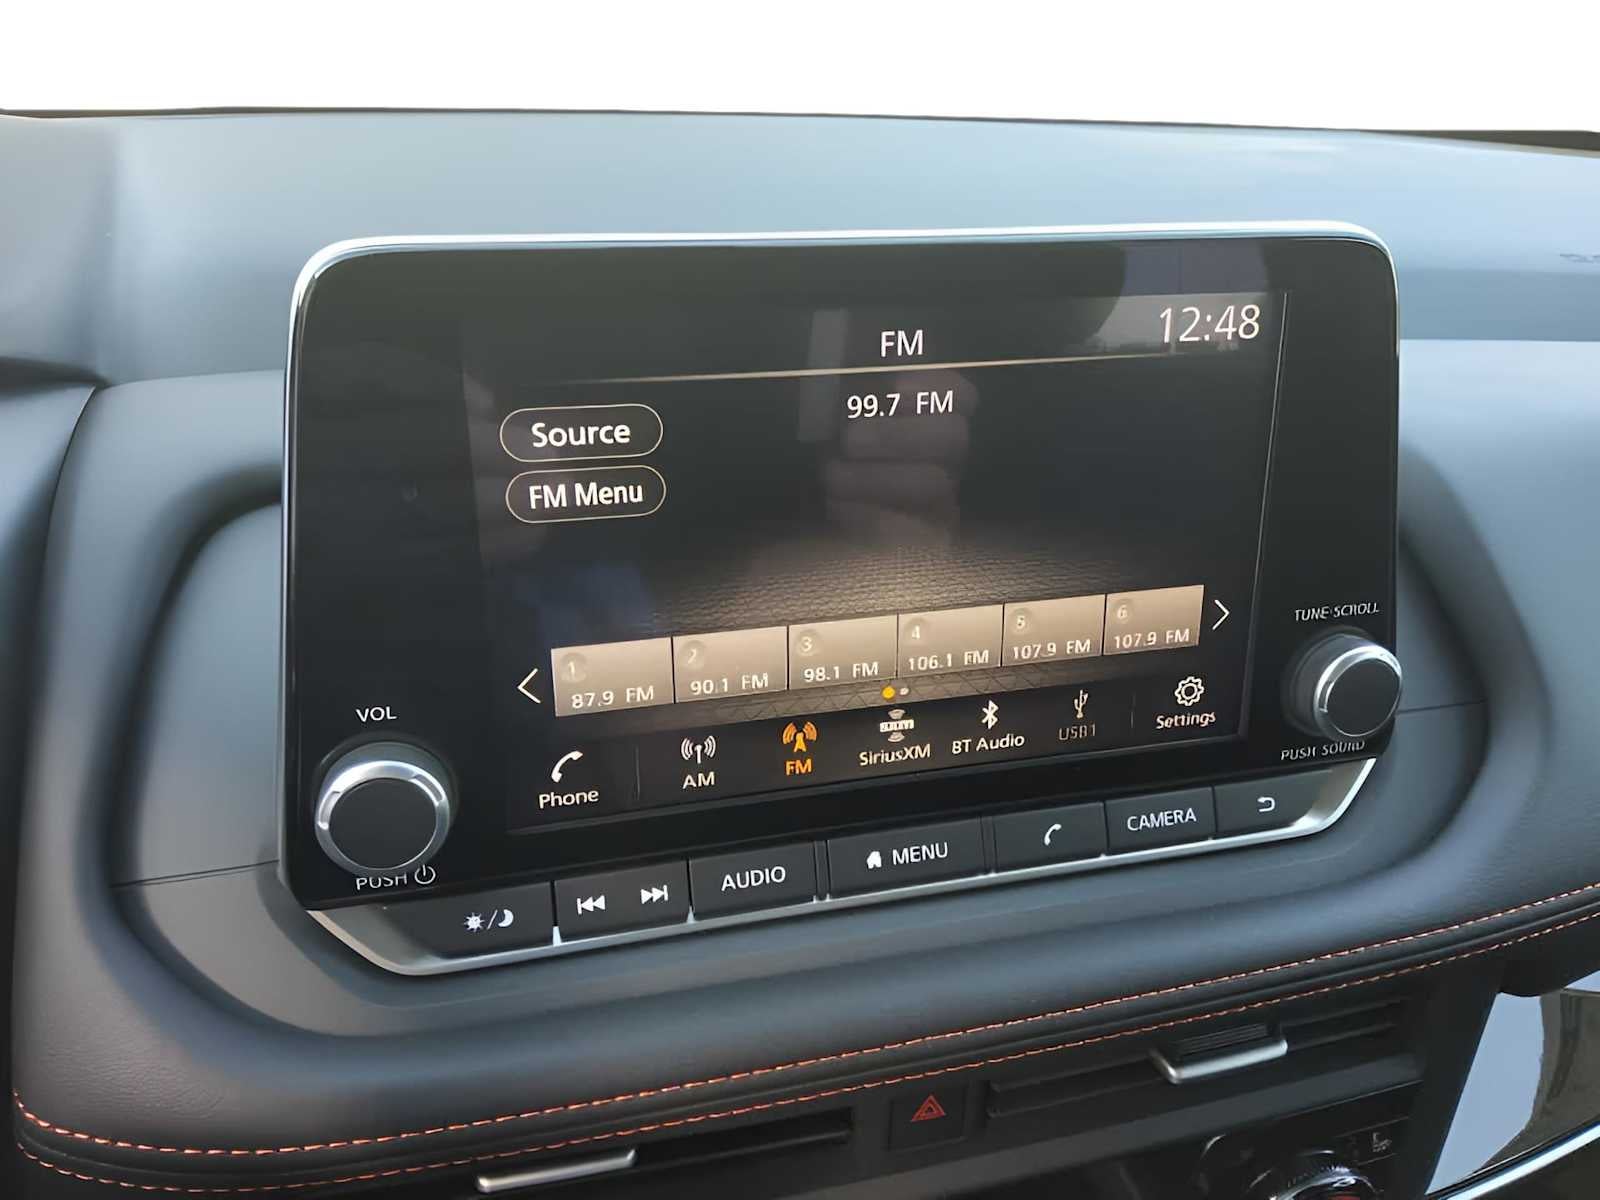 FM
12:48
99.7 FM
Source
FM Menu
1
87.9 FM
2
90.1 FM
3
98.1 FM
4
106.1 FM
5
107.9 FM
6
107.9 FM
Phone
AM
FM
SiriusXM
BT Audio
USB1
Settings
VOL
PUSH
TUNE·SCROLL
PUSH SOUND
AUDIO
MENU
CAMERA